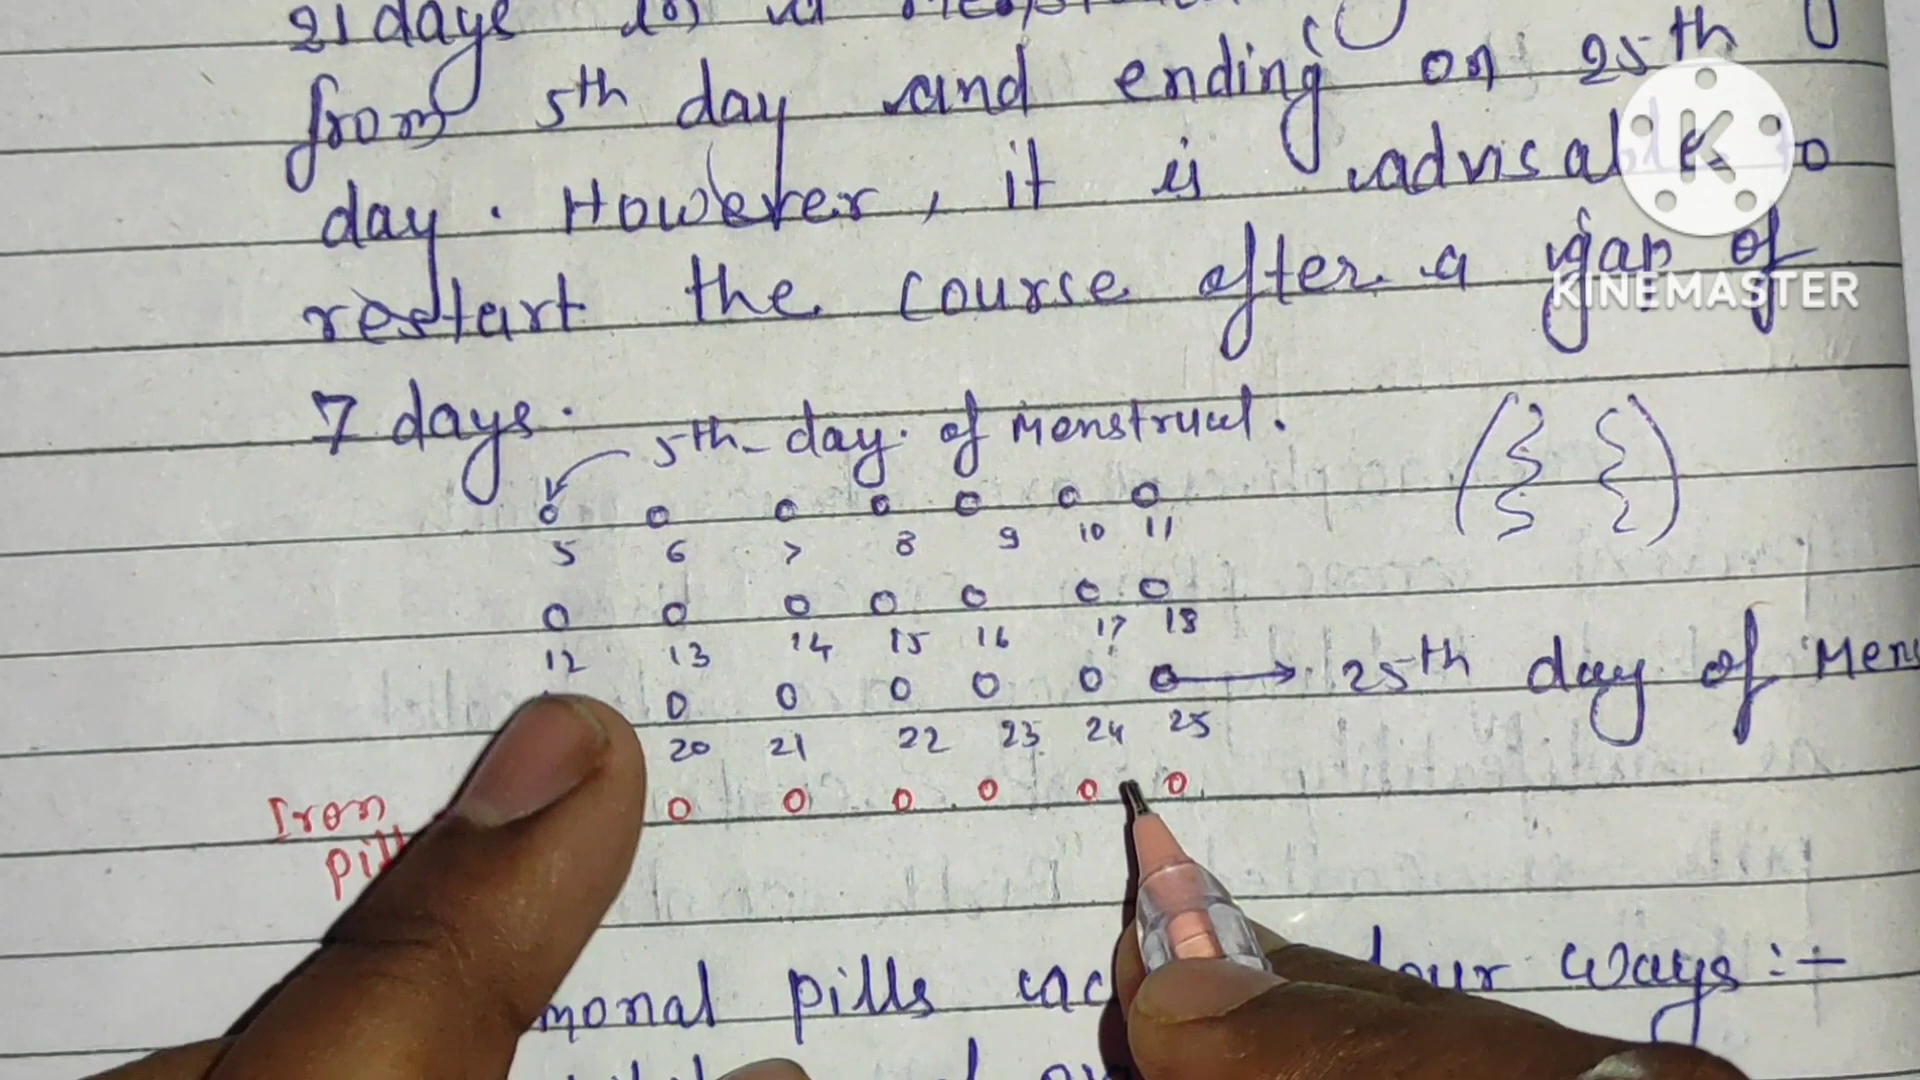 21 days
from 5th day and ending on 25th
day. However, it is advisable to
restart the course after a gap of
KINEMASTER
7 days.
5th-day. of Menstrual.
5 6 7 8 9 10 11
12 13 14 15 16 17 18
25th day of Mens
20 21 22 23 24 25
Iron
pill
monal pills ways :-